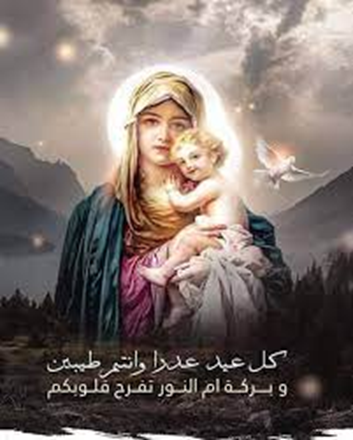 كل عيد عدرا وانتم طيبين
و بركة ام النور تفرح قلوبكم